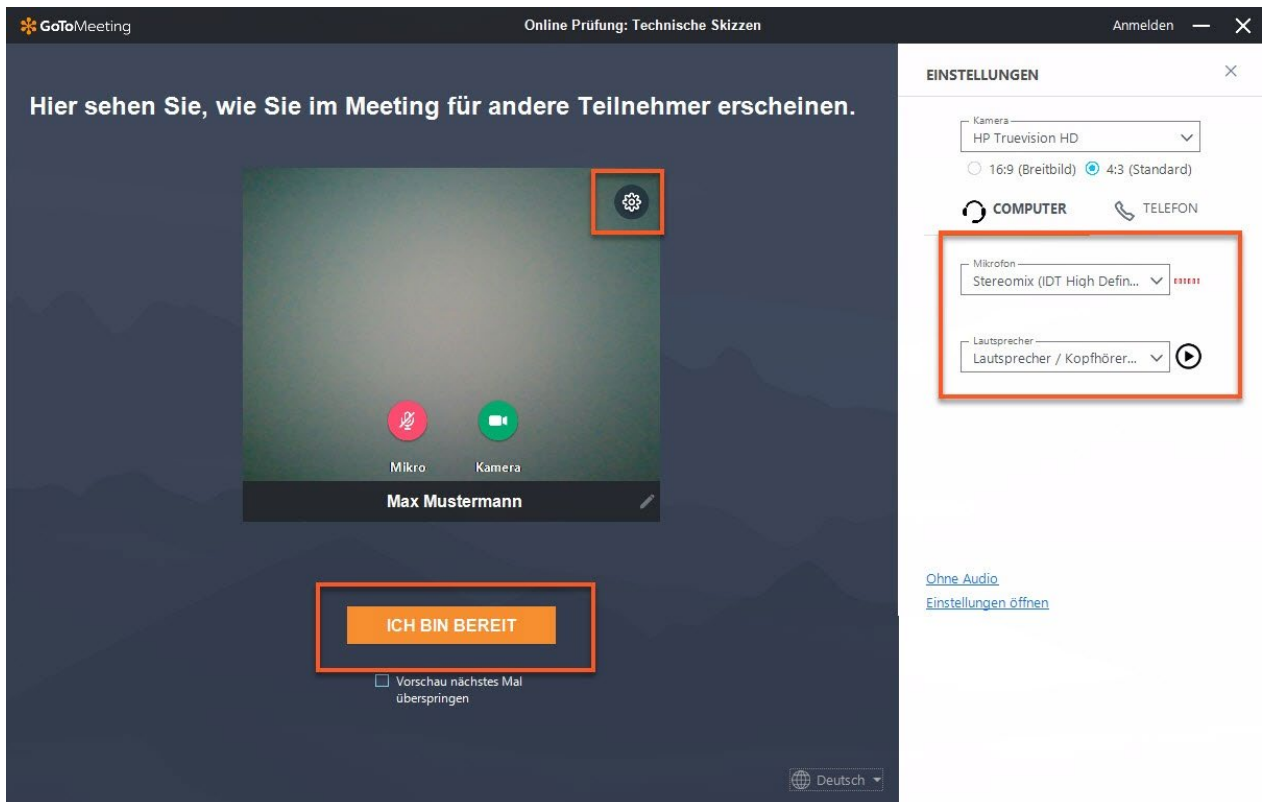 GoToMeeting
Online Prüfung: Technische Skizzen
Anmelden
Hier sehen Sie, wie Sie im Meeting für andere Teilnehmer erscheinen.
Mikro
Kamera
Max Mustermann
ICH BIN BEREIT
Vorschau nächstes Mal
überspringen
Deutsch
EINSTELLUNGEN
Kamera
HP Truevision HD
16:9 (Breitbild) 4:3 (Standard)
COMPUTER
TELEFON
Mikrofon
Stereomix (IDT High Defin...
Lautsprecher
Lautsprecher / Kopfhörer...
Ohne Audio
Einstellungen öffnen